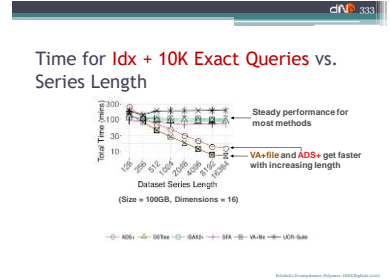 333
Time for Idx + 10K Exact Queries vs.
Series Length
Total Time (mins)
300
100
30
10
Steady performance for
most methods
VA+file and ADS+ get faster
with increasing length
128 256 512 1024 2048 4096 8192 16384
Dataset Series Length
(Size = 100GB, Dimensions = 16)
ADS+ DSTree iSAX2+ SFA VA+file UCR-Suite